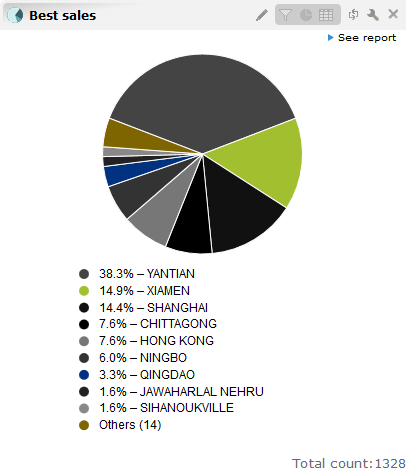 Best sales
See report
38.3% – YANTIAN
14.9% – XIAMEN
14.4% – SHANGHAI
7.6% – CHITTAGONG
7.6% – HONG KONG
6.0% – NINGBO
3.3% – QINGDAO
1.6% – JAWAHARLAL NEHRU
1.6% – SIHANOUKVILLE
Others (14)
Total count:1328